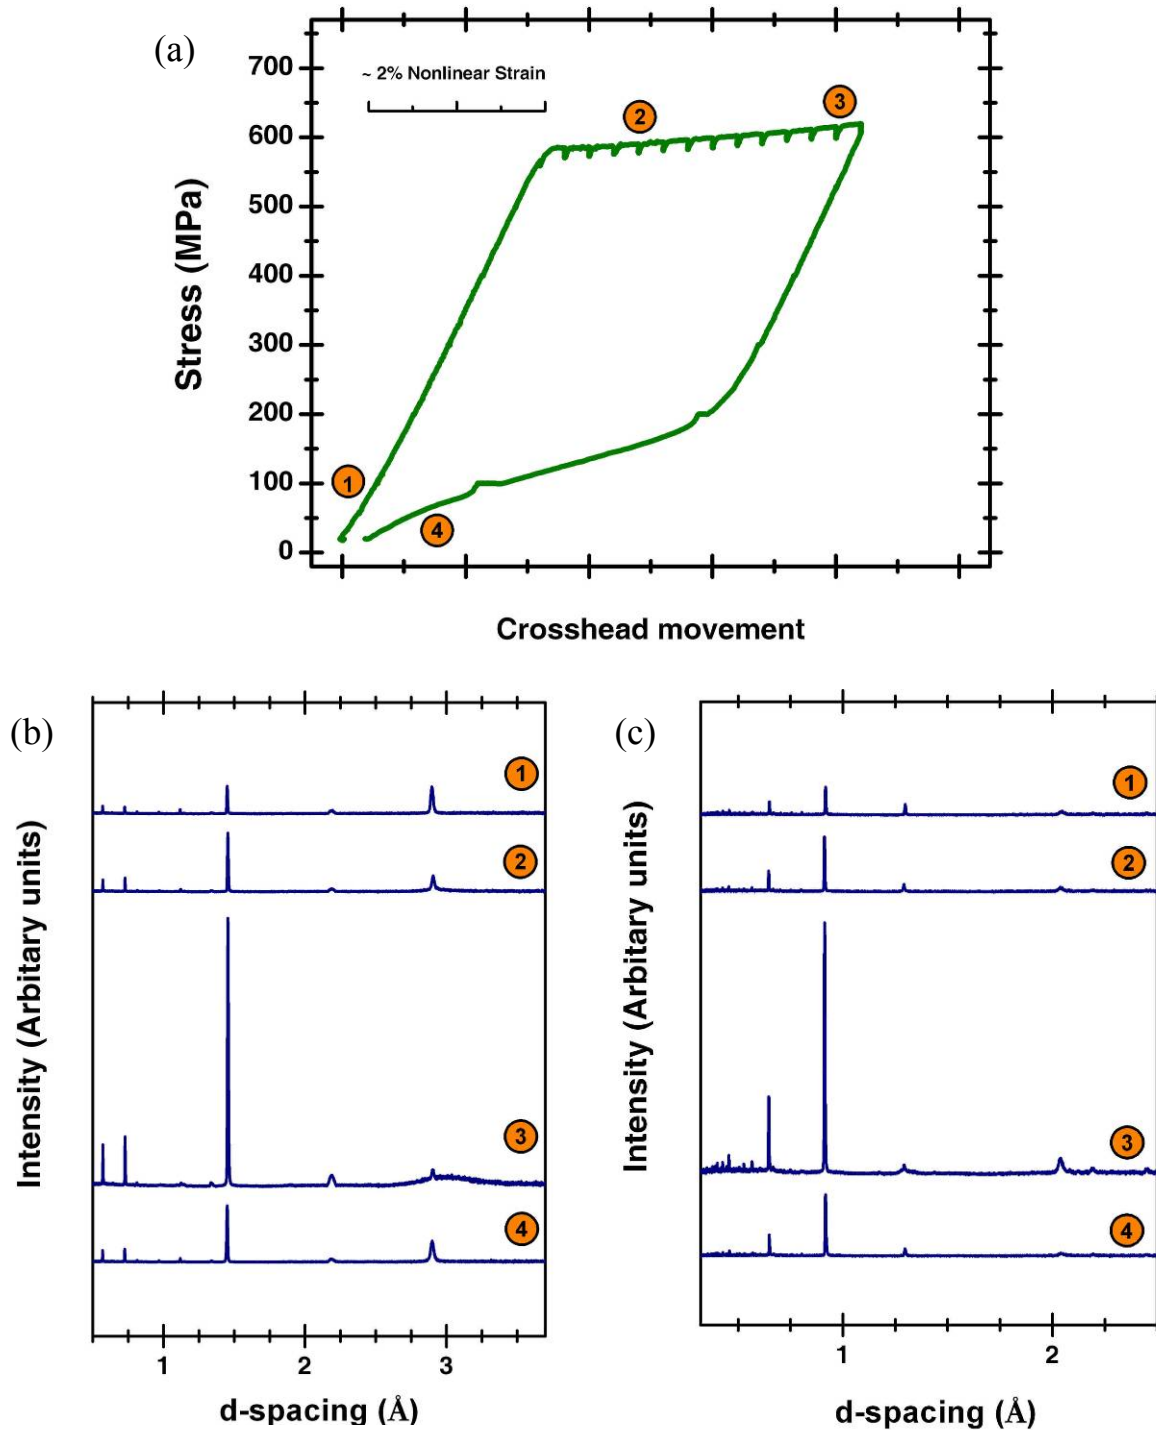 (a)
~ 2% Nonlinear Strain
700
600
500
400
300
200
100
0
Stress (MPa)
1
2
3
4
Crosshead movement
(b)
Intensity (Arbitary units)
1
2
3
4
1 2 3
d-spacing (Å)
(c)
Intensity (Arbitary units)
1
2
3
4
1 2
d-spacing (Å)